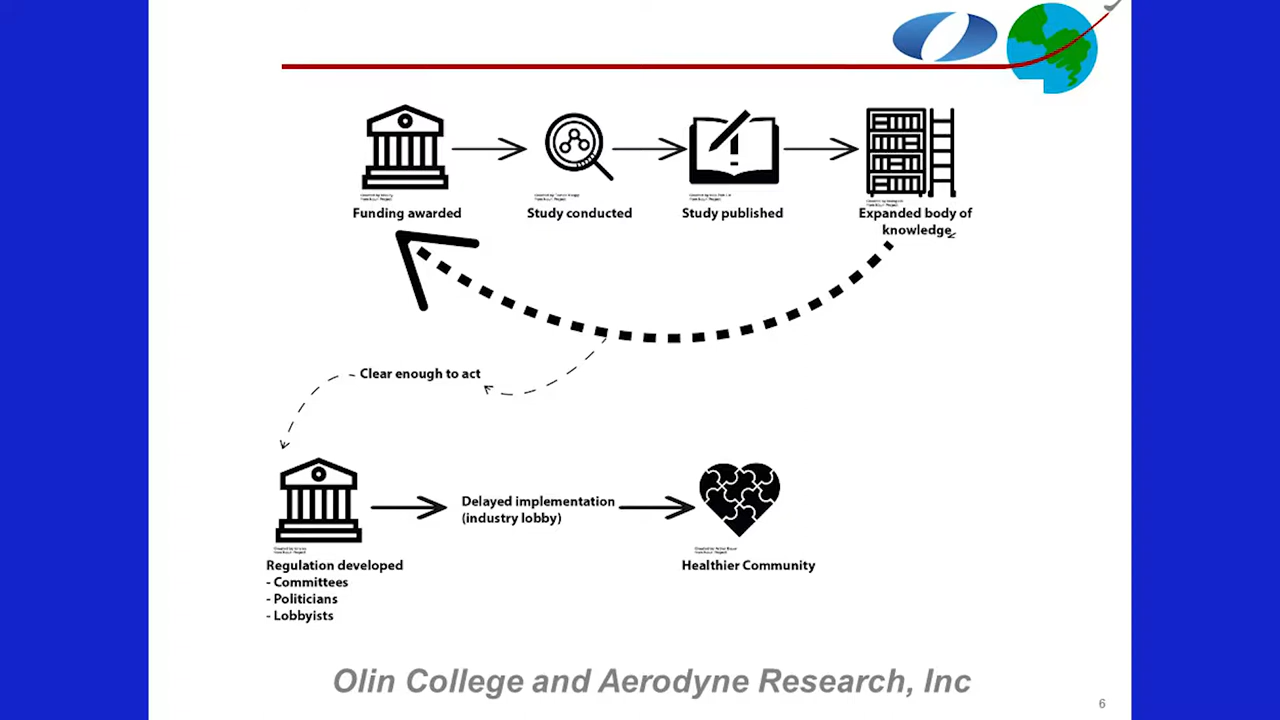 Funding awarded
Study conducted
Study published
Expanded body of
knowledge
Clear enough to act
Delayed implementation
(industry lobby)
Regulation developed
- Committees
- Politicians
- Lobbyists
Healthier Community
Olin College and Aerodyne Research, Inc
6